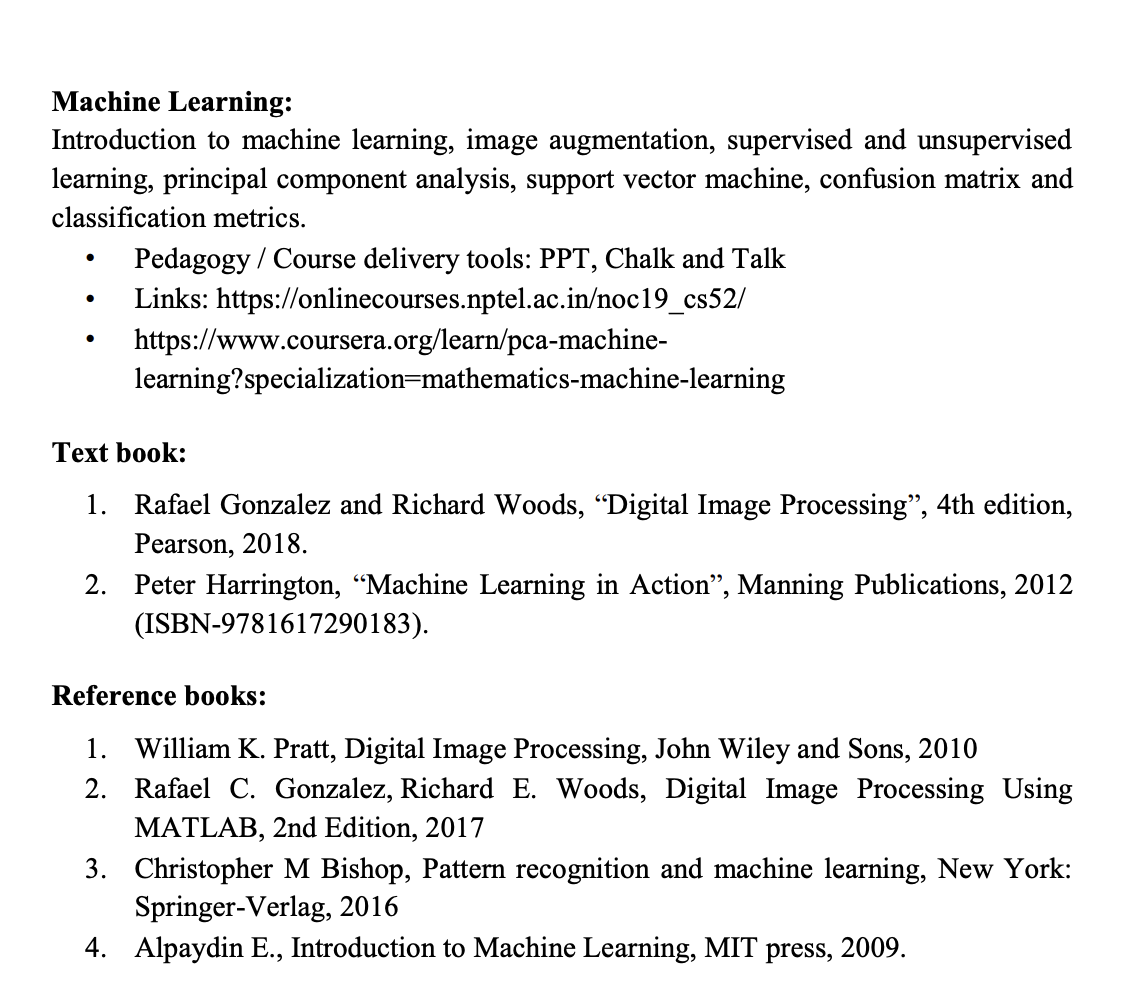 Machine Learning:
Introduction to machine learning, image augmentation, supervised and unsupervised
learning, principal component analysis, support vector machine, confusion matrix and
classification metrics.
• Pedagogy / Course delivery tools: PPT, Chalk and Talk
• Links: https://onlinecourses.nptel.ac.in/noc19_cs52/
• https://www.coursera.org/learn/pca-machine-
learning?specialization=mathematics-machine-learning
Text book:
1. Rafael Gonzalez and Richard Woods, “Digital Image Processing”, 4th edition,
Pearson, 2018.
2. Peter Harrington, “Machine Learning in Action”, Manning Publications, 2012
(ISBN-9781617290183).
Reference books:
1. William K. Pratt, Digital Image Processing, John Wiley and Sons, 2010
2. Rafael C. Gonzalez, Richard E. Woods, Digital Image Processing Using
MATLAB, 2nd Edition, 2017
3. Christopher M Bishop, Pattern recognition and machine learning, New York:
Springer-Verlag, 2016
4. Alpaydin E., Introduction to Machine Learning, MIT press, 2009.